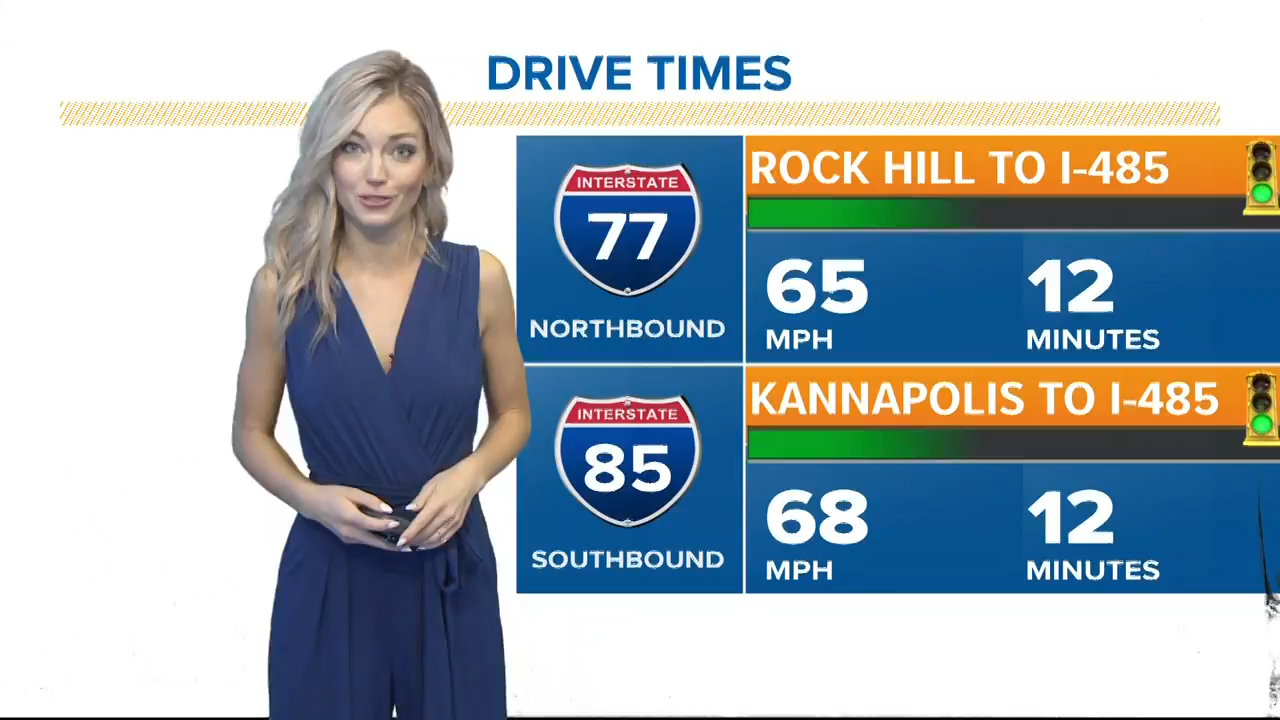 DRIVE TIMES
INTERSTATE
77
NORTHBOUND
ROCK HILL TO I-485
65
MPH
12
MINUTES
INTERSTATE
85
SOUTHBOUND
KANNAPOLIS TO I-485
68
MPH
12
MINUTES